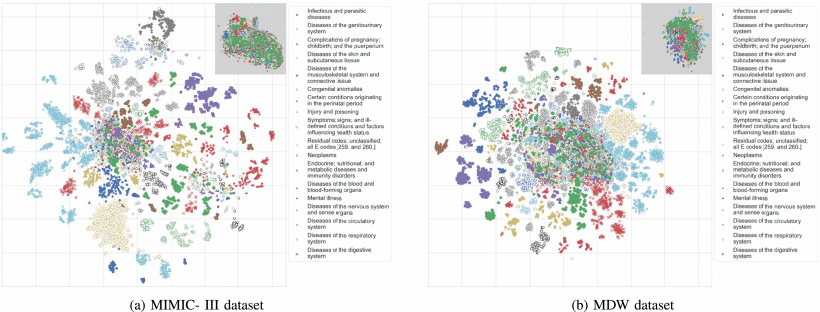 Infectious and parasitic
diseases
Diseases of the genitourinary
system
Complications of pregnancy;
childbirth; and the puerperium
Diseases of the skin and
subcutaneous tissue
Diseases of the
musculoskeletal system and
connective tissue
Congenital anomalies
Certain conditions originating
in the perinatal period
Injury and poisoning
Symptoms; signs; and ill-
defined conditions and factors
influencing health status
Residual codes; unclassified;
all E codes [259. and 260.]
Neoplasms
Endocrine; nutritional; and
metabolic diseases and
immunity disorders
Diseases of the blood and
blood-forming organs
Mental illness
Diseases of the nervous system
and sense organs
Diseases of the circulatory
system
Diseases of the respiratory
system
Diseases of the digestive
system
(a) MIMIC- III dataset
Infectious and parasitic
diseases
Diseases of the genitourinary
system
Complications of pregnancy;
childbirth; and the puerperium
Diseases of the skin and
subcutaneous tissue
Diseases of the
musculoskeletal system and
connective tissue
Congenital anomalies
Certain conditions originating
in the perinatal period
Injury and poisoning
Symptoms; signs; and ill-
defined conditions and factors
influencing health status
Residual codes; unclassified;
all E codes [259. and 260.]
Neoplasms
Endocrine; nutritional; and
metabolic diseases and
immunity disorders
Diseases of the blood and
blood-forming organs
Mental illness
Diseases of the nervous system
and sense organs
Diseases of the circulatory
system
Diseases of the respiratory
system
Diseases of the digestive
system
(b) MDW dataset